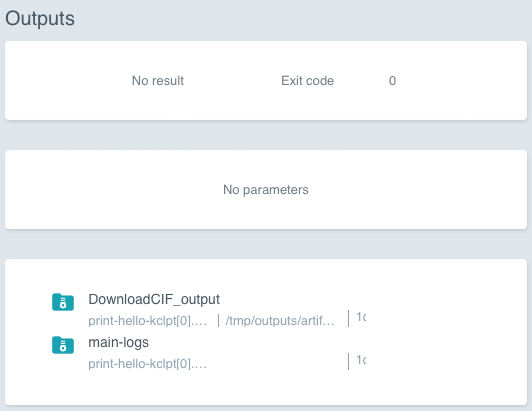 Outputs
No result Exit code 0
No parameters
DownloadCIF_output
print-hello-kclpt[0].… /tmp/outputs/artif…
main-logs
print-hello-kclpt[0].…